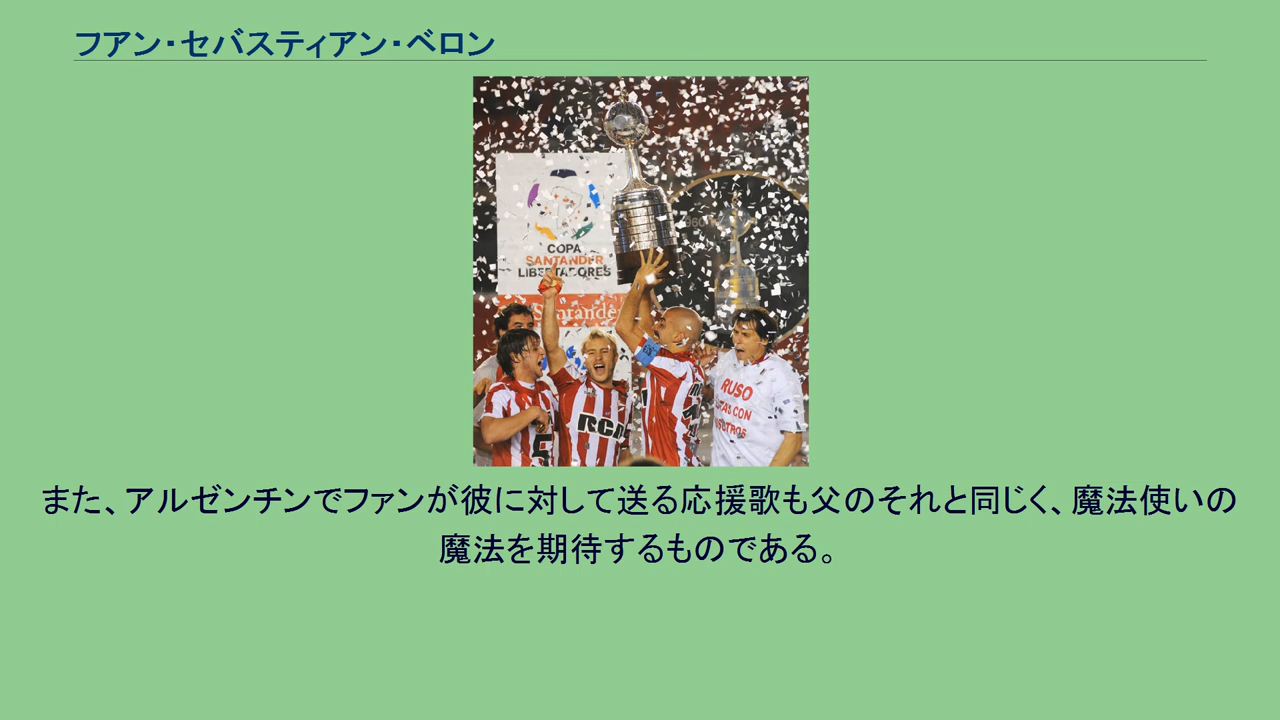 フアン・セバスティアン・ベロン
COPA
SANTANDER
LIBERTADORES
Santander
RUSO
CON
RCA
5
また、アルゼンチンでファンが彼に対して送る応援歌も父のそれと同じく、魔法使いの
魔法を期待するものである。